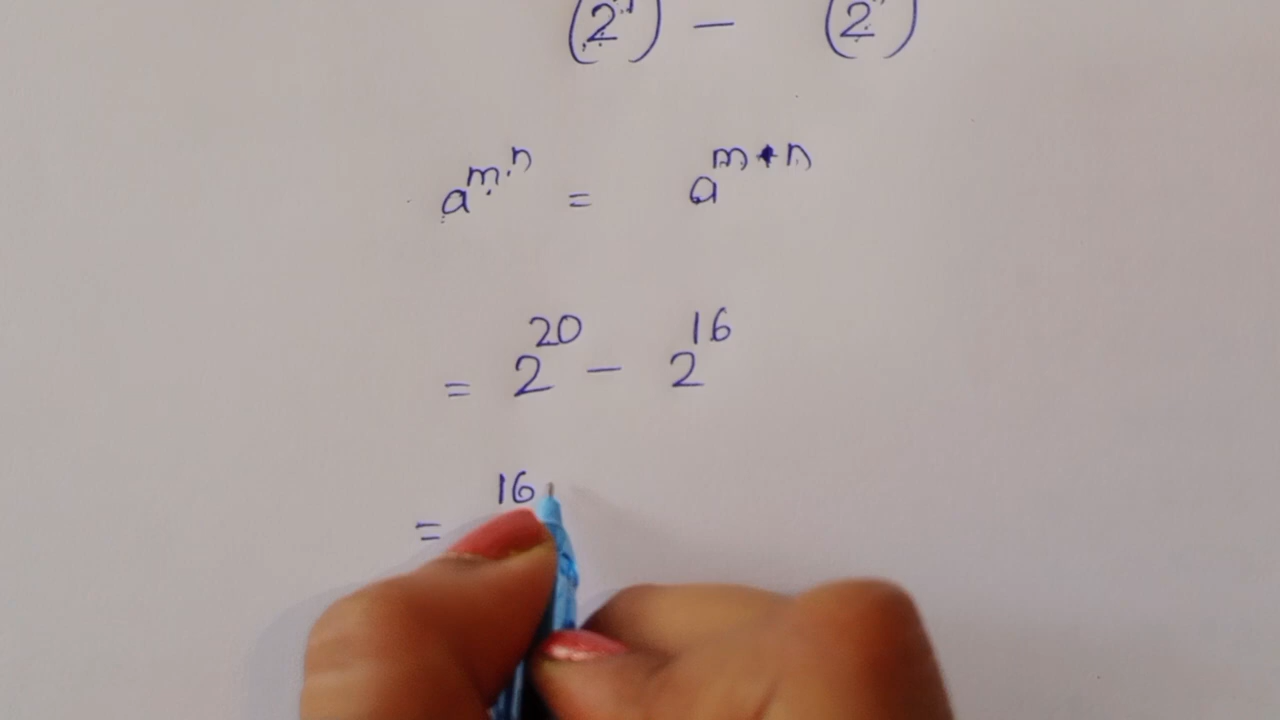 (2) - (2)
a^m.n = a^m*n
= 2^20 - 2^16
= 16